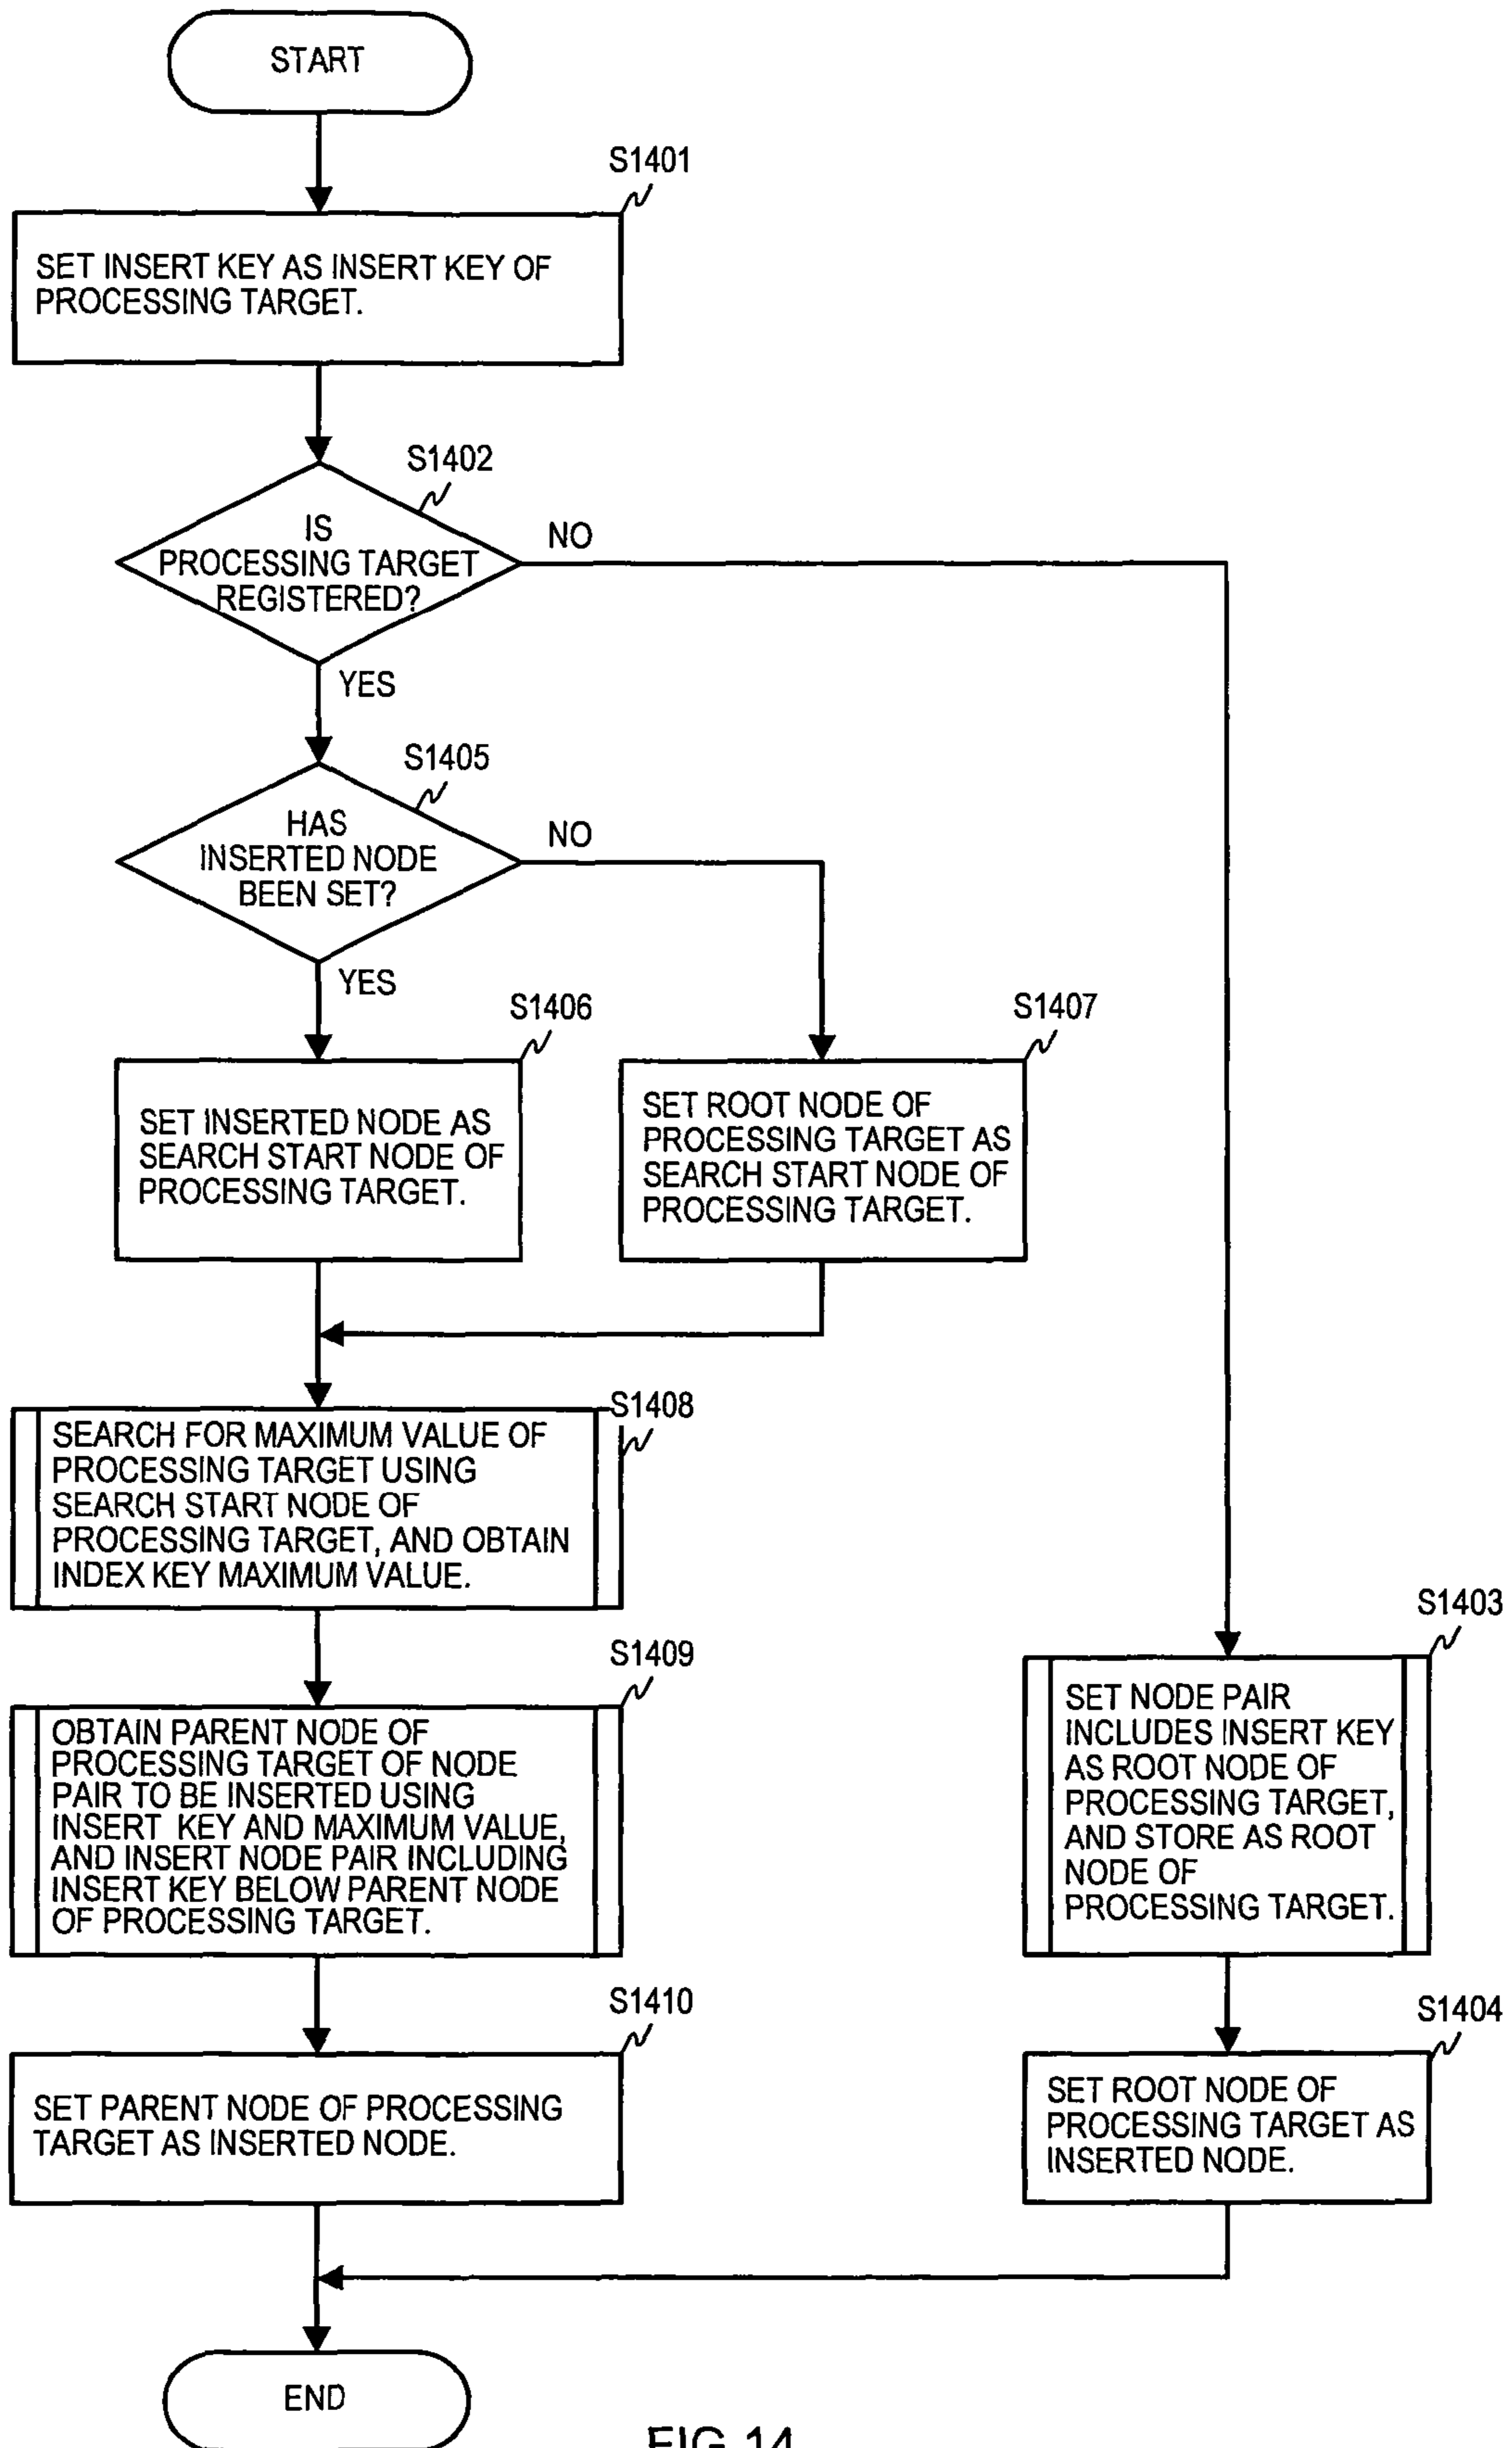 START
S1401
SET INSERT KEY AS INSERT KEY OF
PROCESSING TARGET.
S1402
IS
PROCESSING TARGET
REGISTERED?
NO
YES
S1405
HAS
INSERTED NODE
BEEN SET?
NO
YES
S1406
SET INSERTED NODE AS
SEARCH START NODE OF
PROCESSING TARGET.
S1407
SET ROOT NODE OF
PROCESSING TARGET AS
SEARCH START NODE OF
PROCESSING TARGET.
S1408
SEARCH FOR MAXIMUM VALUE OF
PROCESSING TARGET USING
SEARCH START NODE OF
PROCESSING TARGET, AND OBTAIN
INDEX KEY MAXIMUM VALUE.
S1409
OBTAIN PARENT NODE OF
PROCESSING TARGET OF NODE
PAIR TO BE INSERTED USING
INSERT KEY AND MAXIMUM VALUE,
AND INSERT NODE PAIR INCLUDING
INSERT KEY BELOW PARENT NODE
OF PROCESSING TARGET.
S1403
SET NODE PAIR
INCLUDES INSERT KEY
AS ROOT NODE OF
PROCESSING TARGET,
AND STORE AS ROOT
NODE OF
PROCESSING TARGET.
S1410
SET PARENT NODE OF PROCESSING
TARGET AS INSERTED NODE.
S1404
SET ROOT NODE OF
PROCESSING TARGET AS
INSERTED NODE.
END
FIG.14